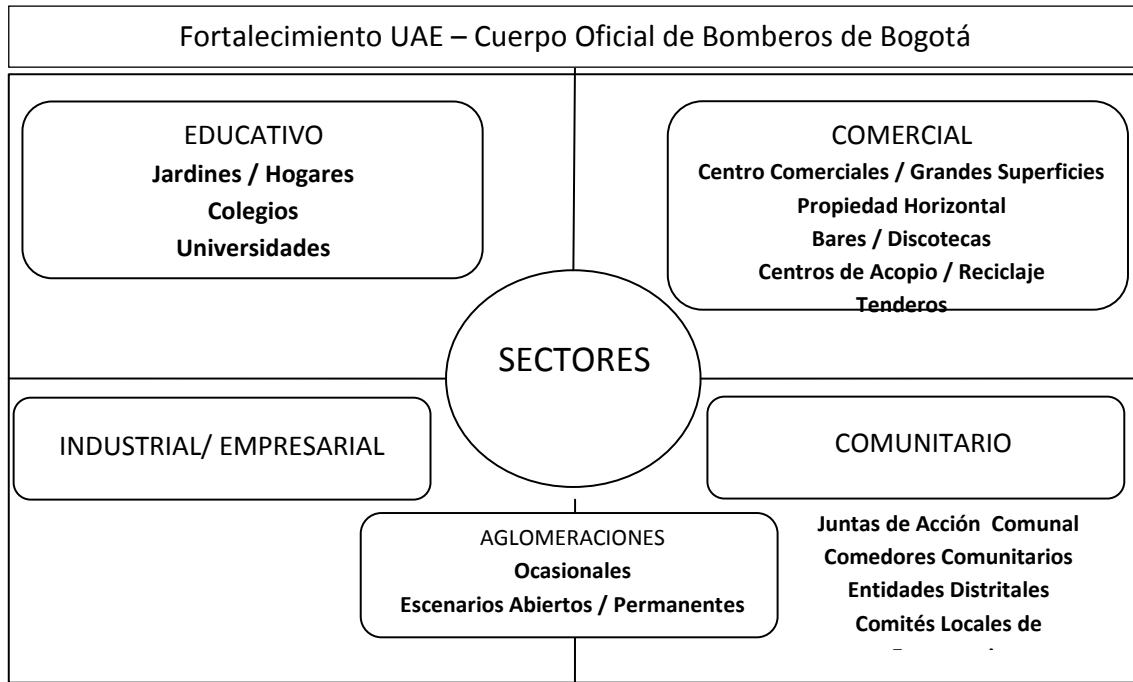 Fortalecimiento UAE – Cuerpo Oficial de Bomberos de Bogotá
EDUCATIVO
Jardines / Hogares
Colegios
Universidades
COMERCIAL
Centro Comerciales / Grandes Superficies
Propiedad Horizontal
Bares / Discotecas
Centros de Acopio / Reciclaje
Tenderos
SECTORES
INDUSTRIAL/ EMPRESARIAL
COMUNITARIO
Juntas de Acción Comunal
Comedores Comunitarios
Entidades Distritales
Comités Locales de
AGLOMERACIONES
Ocasionales
Escenarios Abiertos / Permanentes